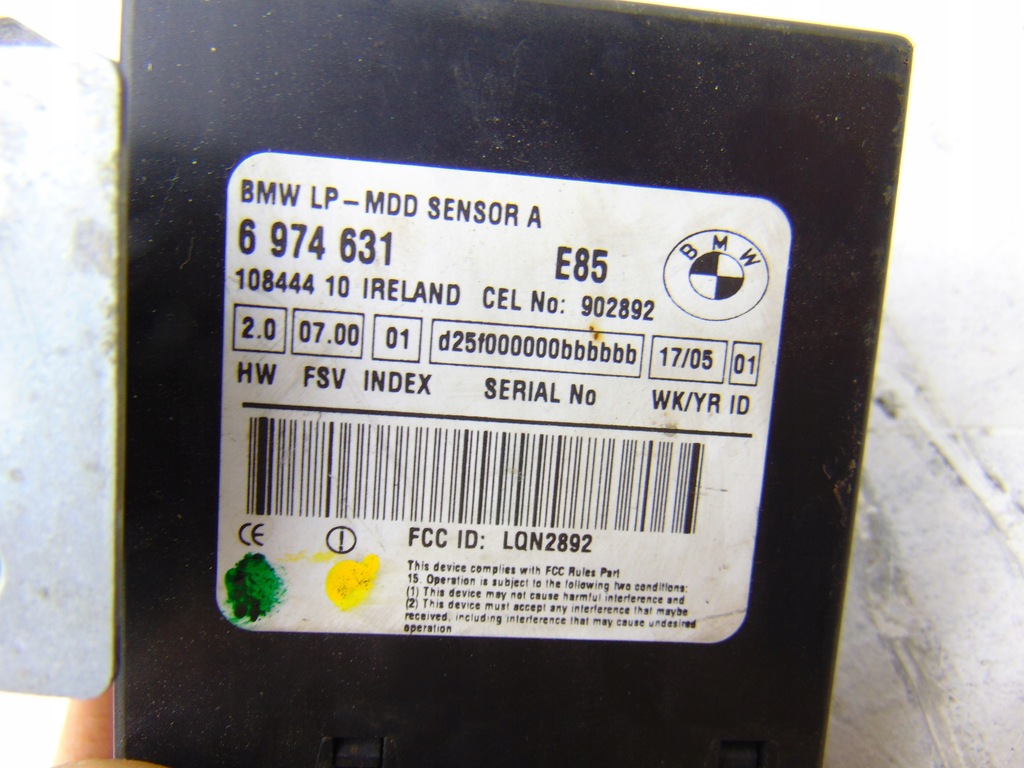 BMW LP-MDD SENSOR A
6 974 631 E85 BMW
108444 10 IRELAND CEL No: 902892
2.0 07.00 01 d25f000000bbbbbb 17/05 01
HW FSV INDEX SERIAL No WK/YR ID
CE FCC ID: LQN2892
This device complies with FCC Rules Part
15. Operation is subject to the following two conditions:
(1) This device may not cause harmful interference and
(2) This device must accept any interference that maybe
received, including interference that may cause undesired
operation